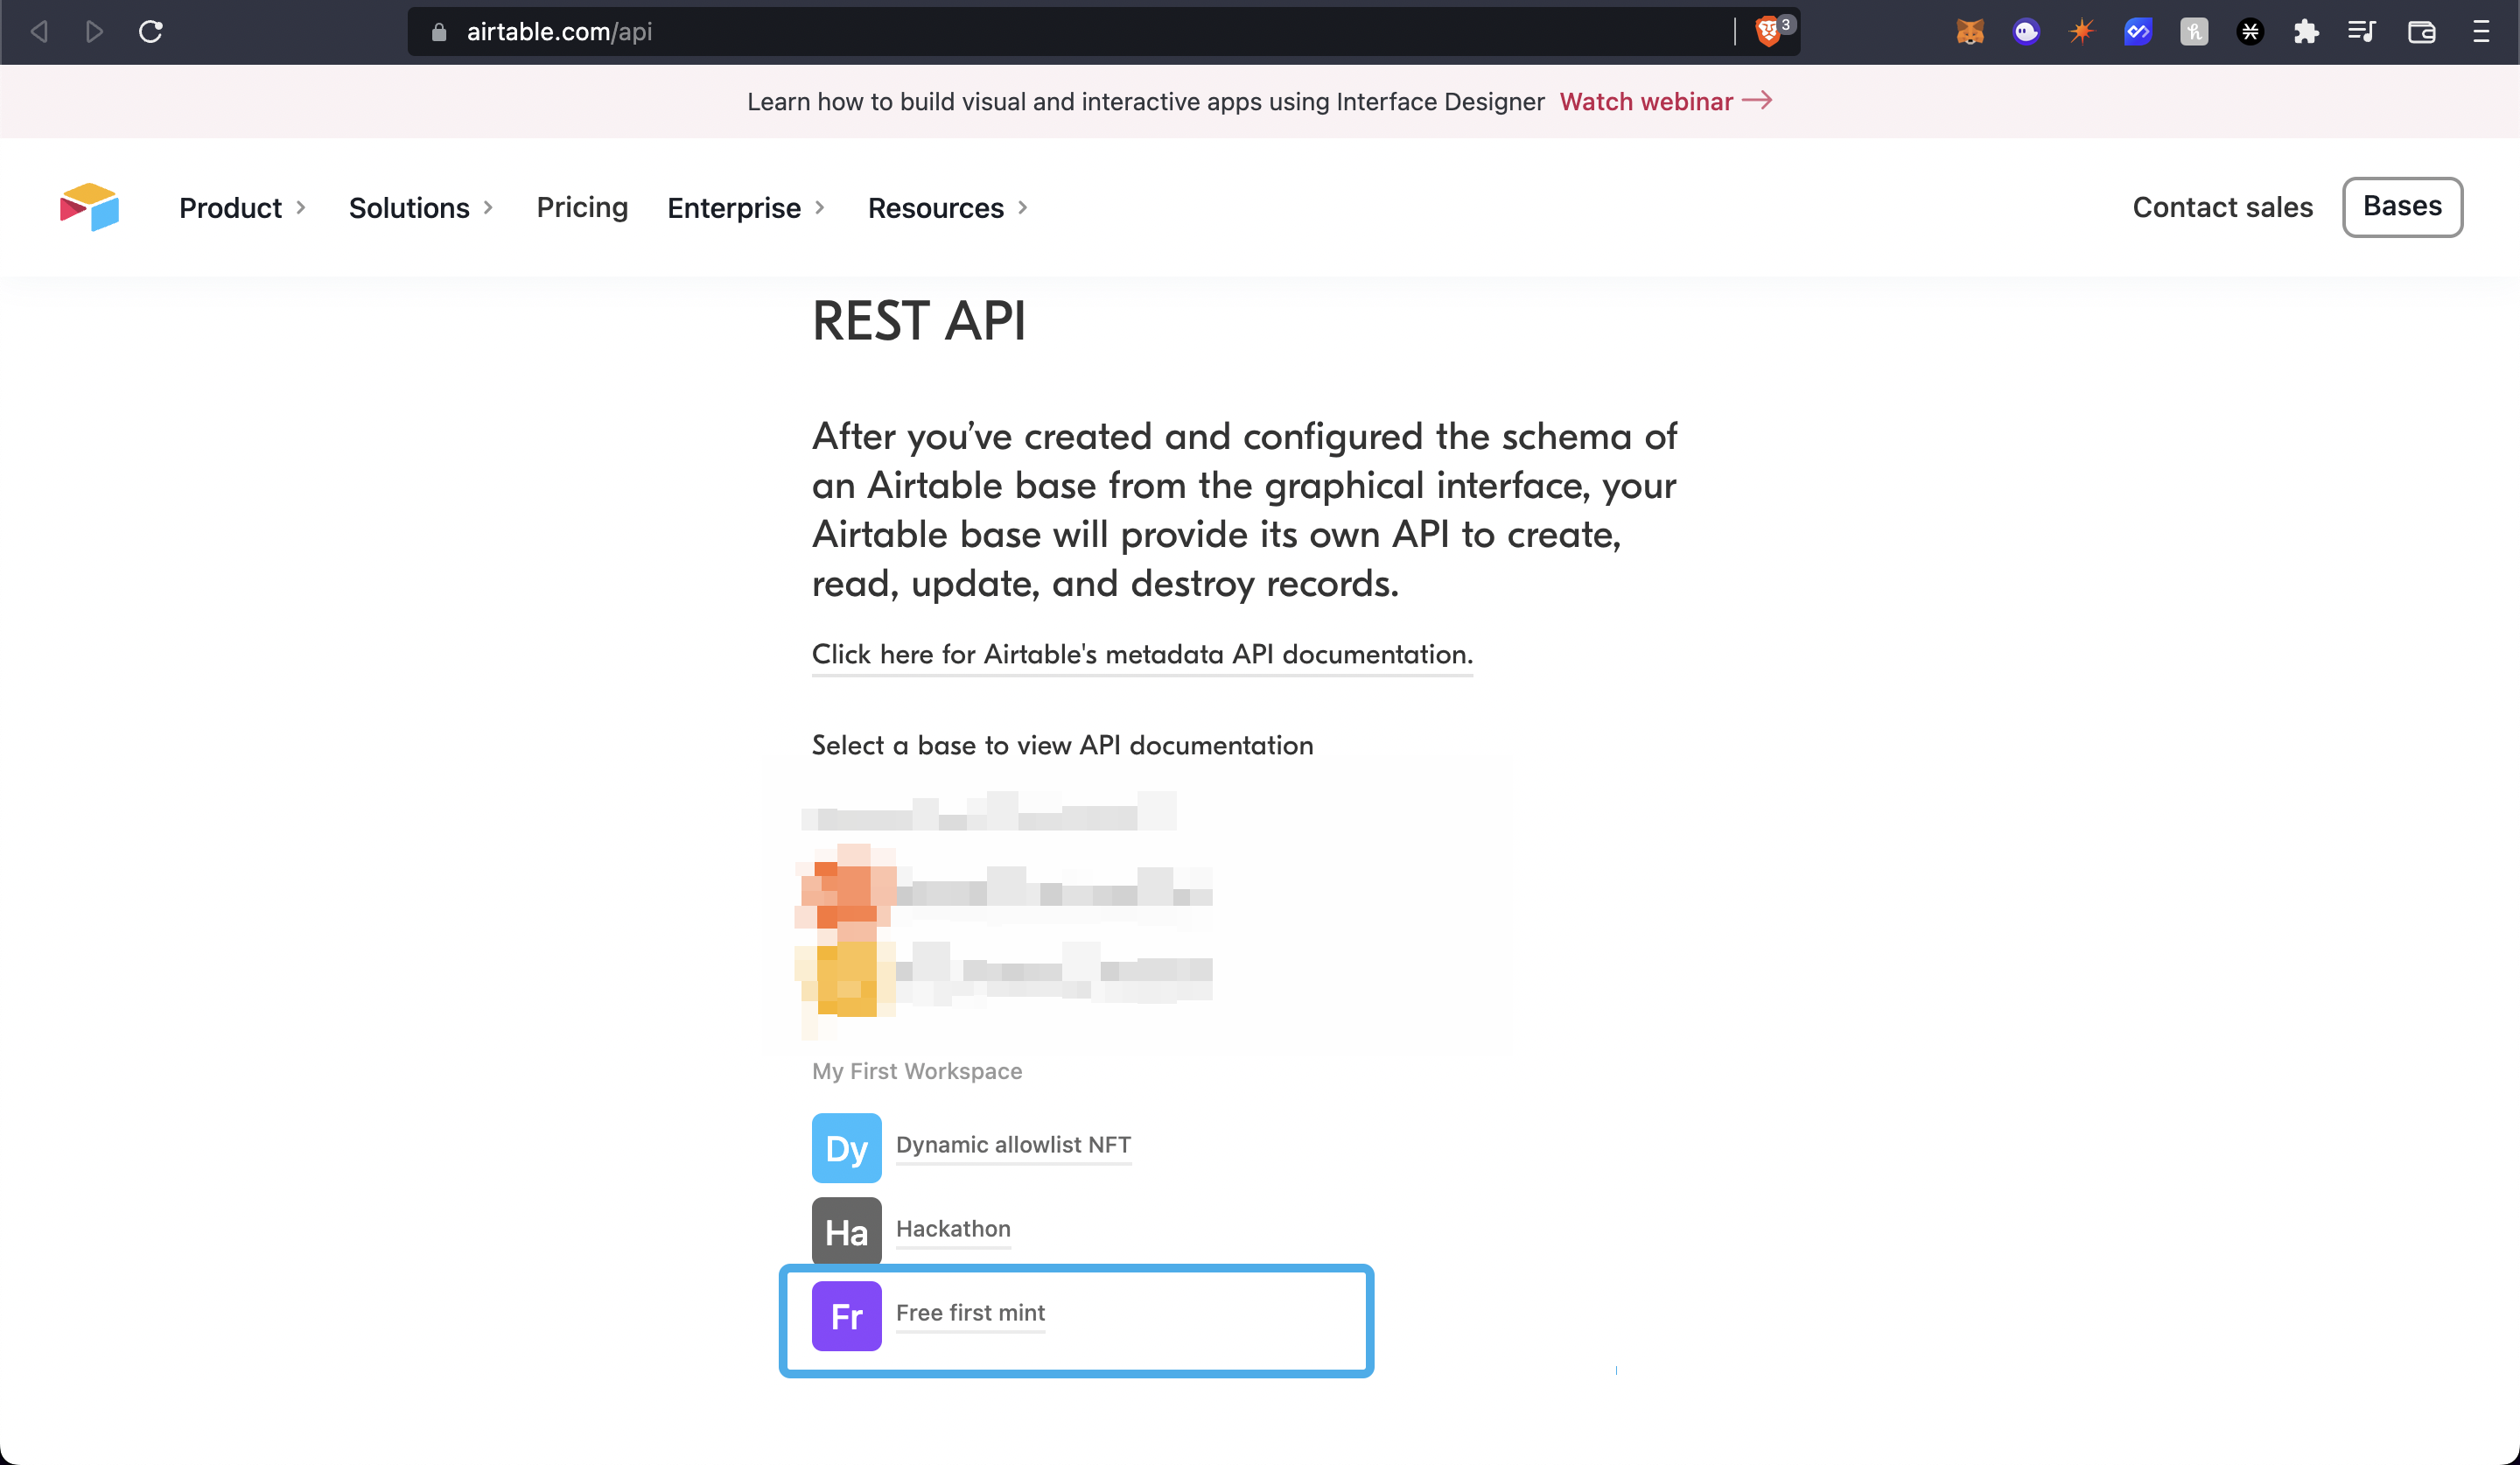 airtable.com/api
3
Learn how to build visual and interactive apps using Interface Designer Watch webinar
Product Solutions Pricing Enterprise Resources Contact sales Bases
REST API
After you’ve created and configured the schema of
an Airtable base from the graphical interface, your
Airtable base will provide its own API to create,
read, update, and destroy records.
Click here for Airtable's metadata API documentation.
Select a base to view API documentation
My First Workspace
Dy Dynamic allowlist NFT
Ha Hackathon
Fr Free first mint